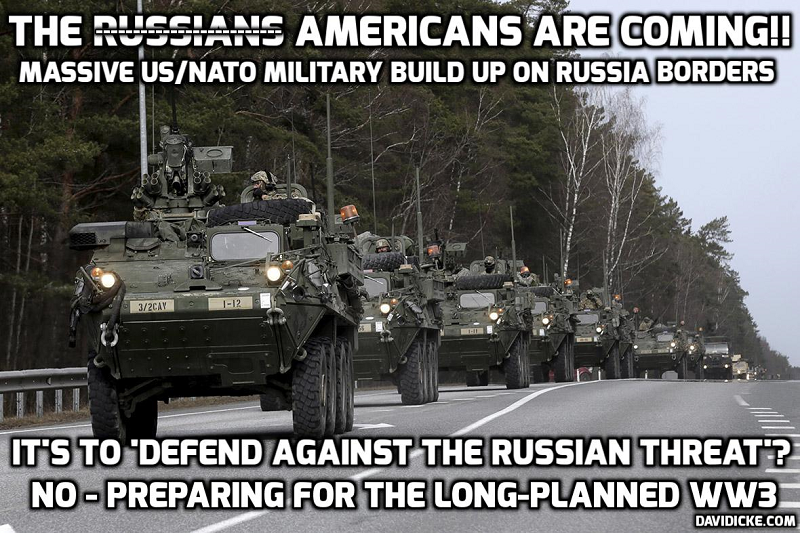 THE RUSSIANS AMERICANS ARE COMING!!
MASSIVE US/NATO MILITARY BUILD UP ON RUSSIA BORDERS
3/2CAV I-12
IT'S TO 'DEFEND AGAINST THE RUSSIAN THREAT'?
NO - PREPARING FOR THE LONG-PLANNED WW3
DAVIDICKE.COM